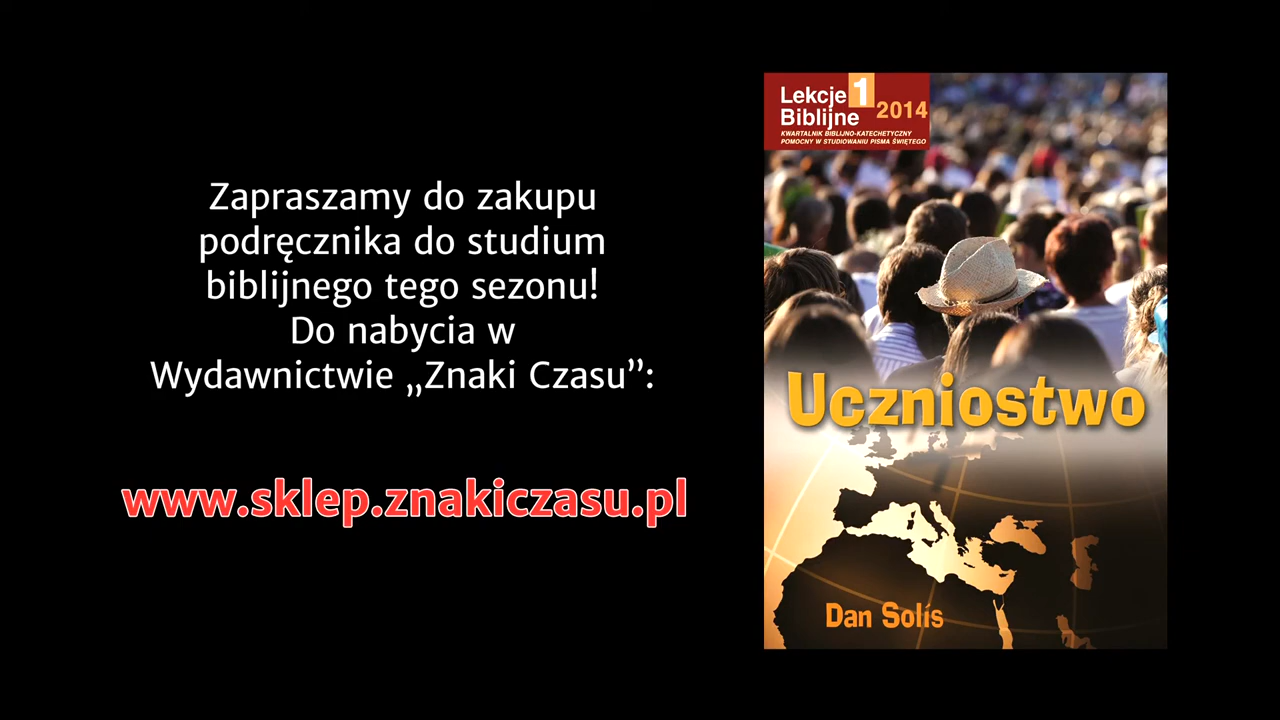 Zapraszamy do zakupu
podręcznika do studium
biblijnego tego sezonu!
Do nabycia w
Wydawnictwie „Znaki Czasu”:
www.sklep.znakiczasu.pl
Lekcje 1 2014
Biblijne
KWARTALNIK BIBLIJNO-KATECHETYCZNY
POMOCNY W STUDIOWANIU PISMA ŚWIĘTEGO
Uczniostwo
Dan Solís